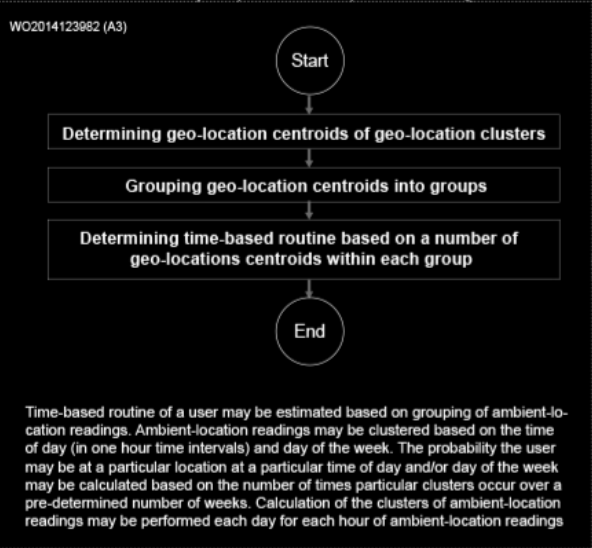 WO2014123982 (A3)
Start
Determining geo-location centroids of geo-location clusters
Grouping geo-location centroids into groups
Determining time-based routine based on a number of
geo-locations centroids within each group
End
Time-based routine of a user may be estimated based on grouping of ambient-lo-
cation readings. Ambient-location readings may be clustered based on the time
of day (in one hour time intervals) and day of the week. The probability the user
may be at a particular location at a particular time of day and/or day of the week
may be calculated based on the number of times particular clusters occur over a
pre-determined number of weeks. Calculation of the clusters of ambient-location
readings may be performed each day for each hour of ambient-location readings